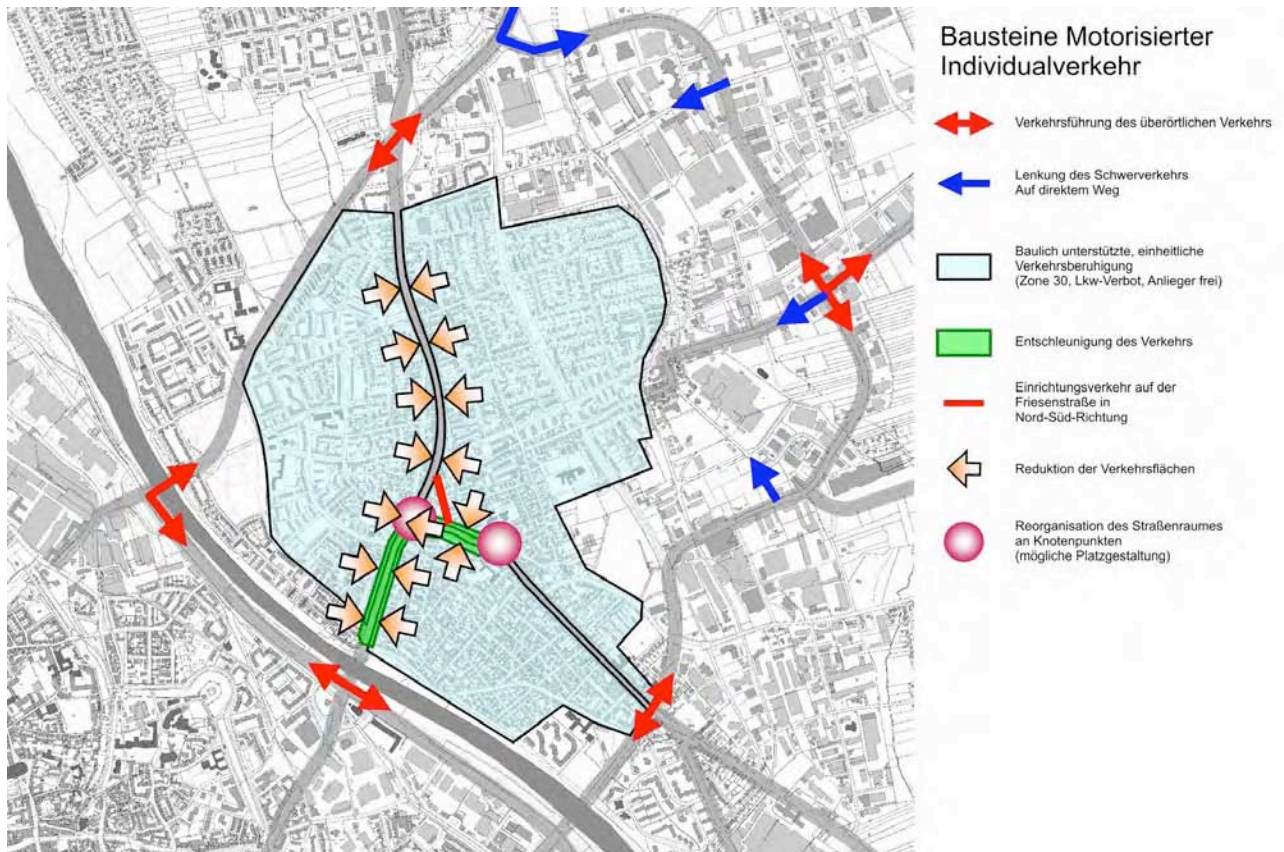 Bausteine Motorisierter
Individualverkehr
Verkehrsführung des überörtlichen Verkehrs
Lenkung des Schwerverkehrs
Auf direktem Weg
Baulich unterstützte, einheitliche
Verkehrsberuhigung
(Zone 30, Lkw-Verbot, Anlieger frei)
Entschleunigung des Verkehrs
Einrichtungsverkehr auf der
Friesenstraße in
Nord-Süd-Richtung
Reduktion der Verkehrsflächen
Reorganisation des Straßenraumes
an Knotenpunkten
(mögliche Platzgestaltung)